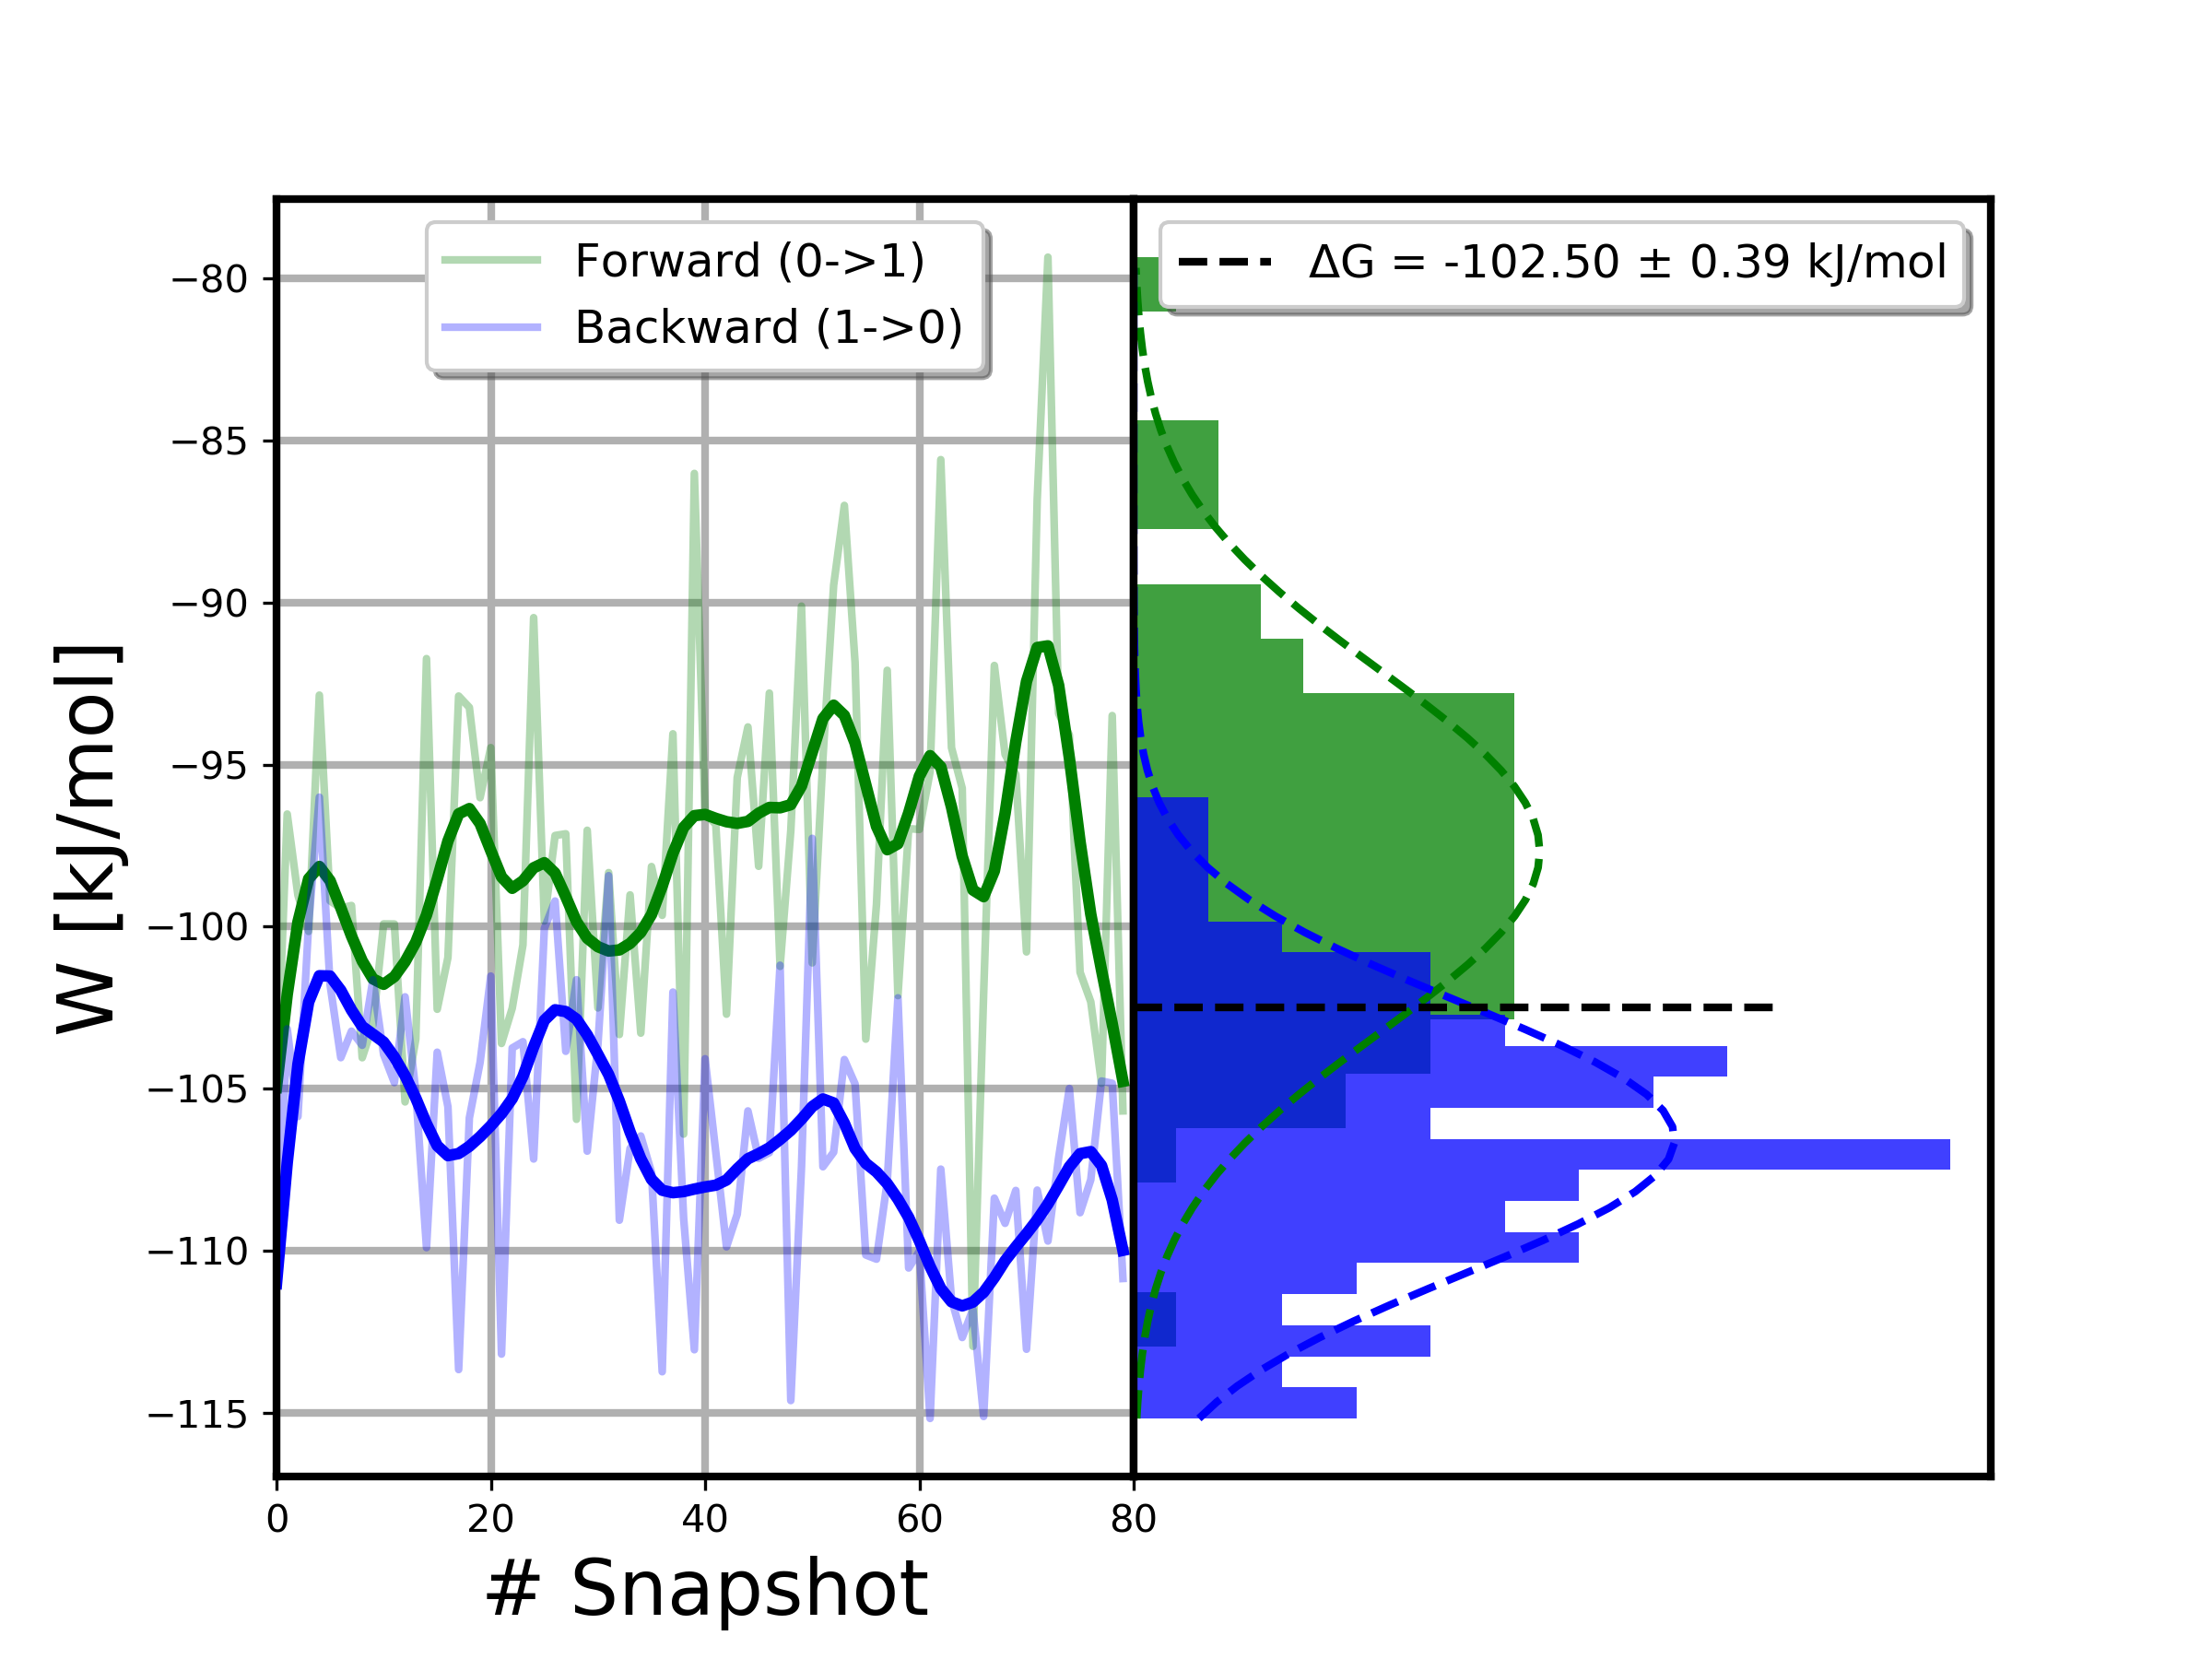 Forward (0->1)
Backward (1->0)
ΔG = -102.50 ± 0.39 kJ/mol
−80
−85
−90
−95
−100
−105
−110
−115
W [kJ/mol]
0 20 40 60 80
# Snapshot